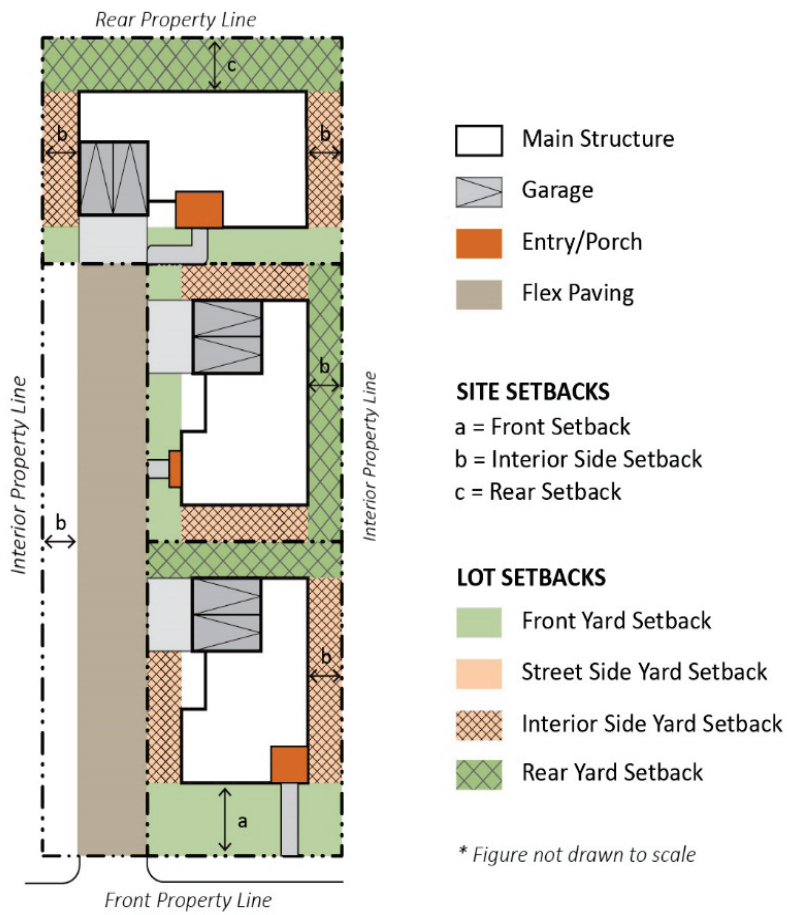 Rear Property Line
c
b
b
Main Structure
Garage
Entry/Porch
Flex Paving
b
Interior Property Line
Interior Property Line
SITE SETBACKS
a = Front Setback
b = Interior Side Setback
c = Rear Setback
b
LOT SETBACKS
Front Yard Setback
b
Street Side Yard Setback
Interior Side Yard Setback
Rear Yard Setback
a
* Figure not drawn to scale
Front Property Line